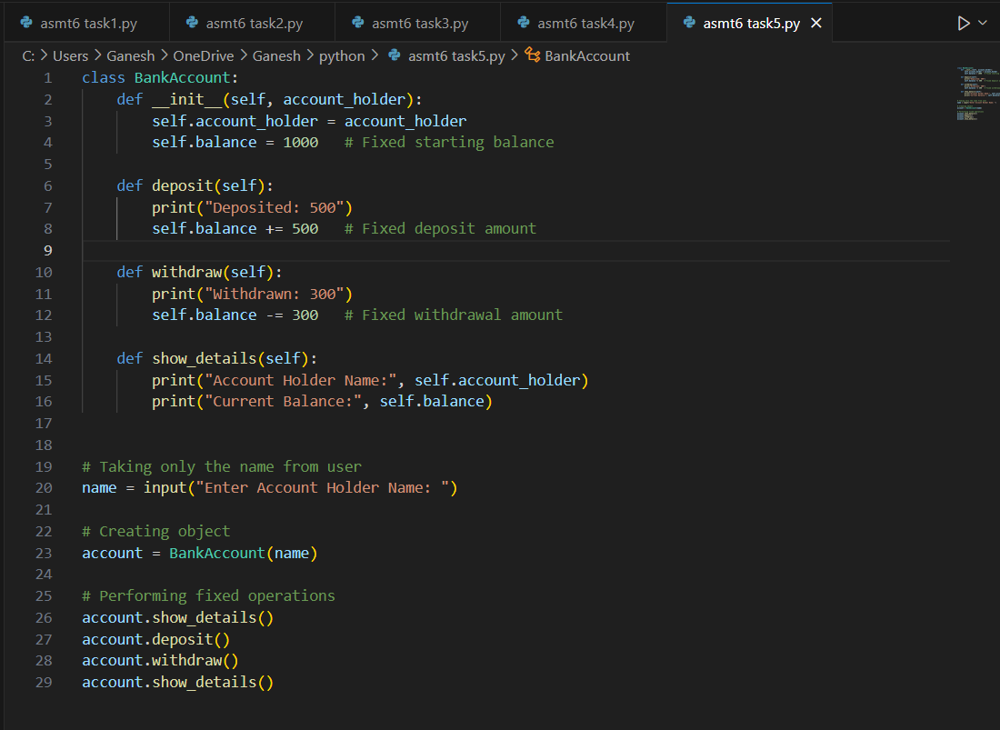 asmt6 task1.py asmt6 task2.py asmt6 task3.py asmt6 task4.py asmt6 task5.py
C: > Users > Ganesh > OneDrive > Ganesh > python > asmt6 task5.py > BankAccount
1 class BankAccount:
2     def __init__(self, account_holder):
3         self.account_holder = account_holder
4         self.balance = 1000   # Fixed starting balance
5
6     def deposit(self):
7         print("Deposited: 500")
8         self.balance += 500   # Fixed deposit amount
9
10     def withdraw(self):
11         print("Withdrawn: 300")
12         self.balance -= 300   # Fixed withdrawal amount
13
14     def show_details(self):
15         print("Account Holder Name:", self.account_holder)
16         print("Current Balance:", self.balance)
17
18
19 # Taking only the name from user
20 name = input("Enter Account Holder Name: ")
21
22 # Creating object
23 account = BankAccount(name)
24
25 # Performing fixed operations
26 account.show_details()
27 account.deposit()
28 account.withdraw()
29 account.show_details()